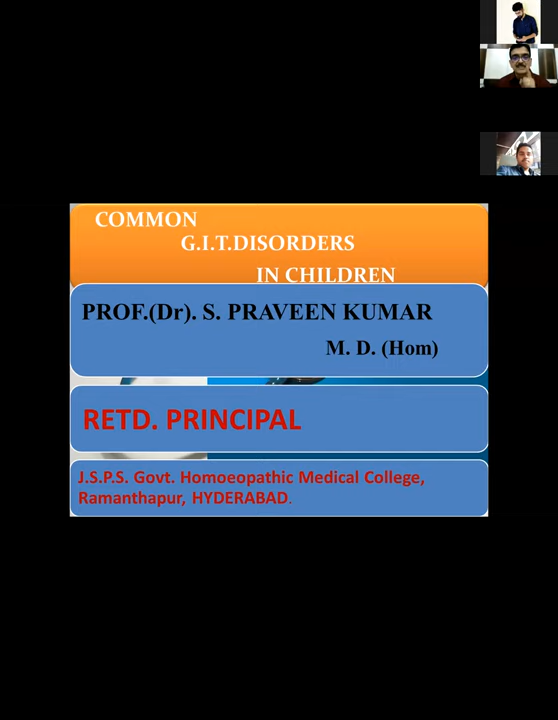 COMMON
G.I.T.DISORDERS
IN CHILDREN
PROF.(Dr). S. PRAVEEN KUMAR
M. D. (Hom)
RETD. PRINCIPAL
J.S.P.S. Govt. Homoeopathic Medical College,
Ramanthapur, HYDERABAD.